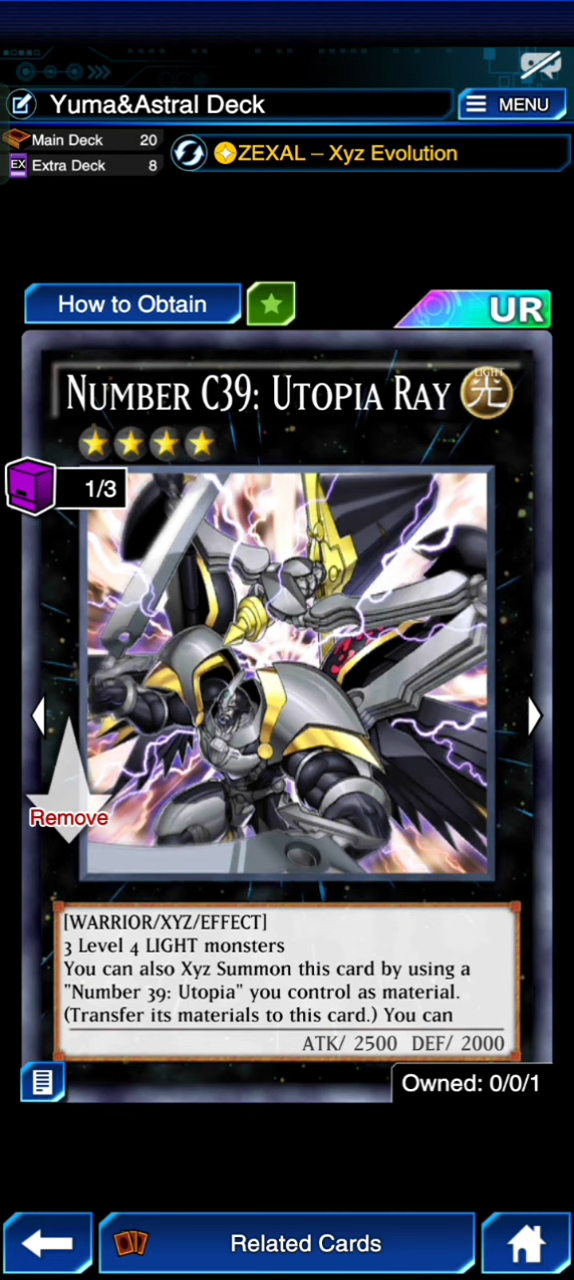 Yuma&Astral Deck
MENU
Main Deck 20
EX Extra Deck 8
ZEXAL – Xyz Evolution
How to Obtain
UR
NUMBER C39: UTOPIA RAY
LIGHT
光
1/3
Remove
[WARRIOR/XYZ/EFFECT]
3 Level 4 LIGHT monsters
You can also Xyz Summon this card by using a
"Number 39: Utopia" you control as material.
(Transfer its materials to this card.) You can
ATK/ 2500 DEF/ 2000
Owned: 0/0/1
Related Cards